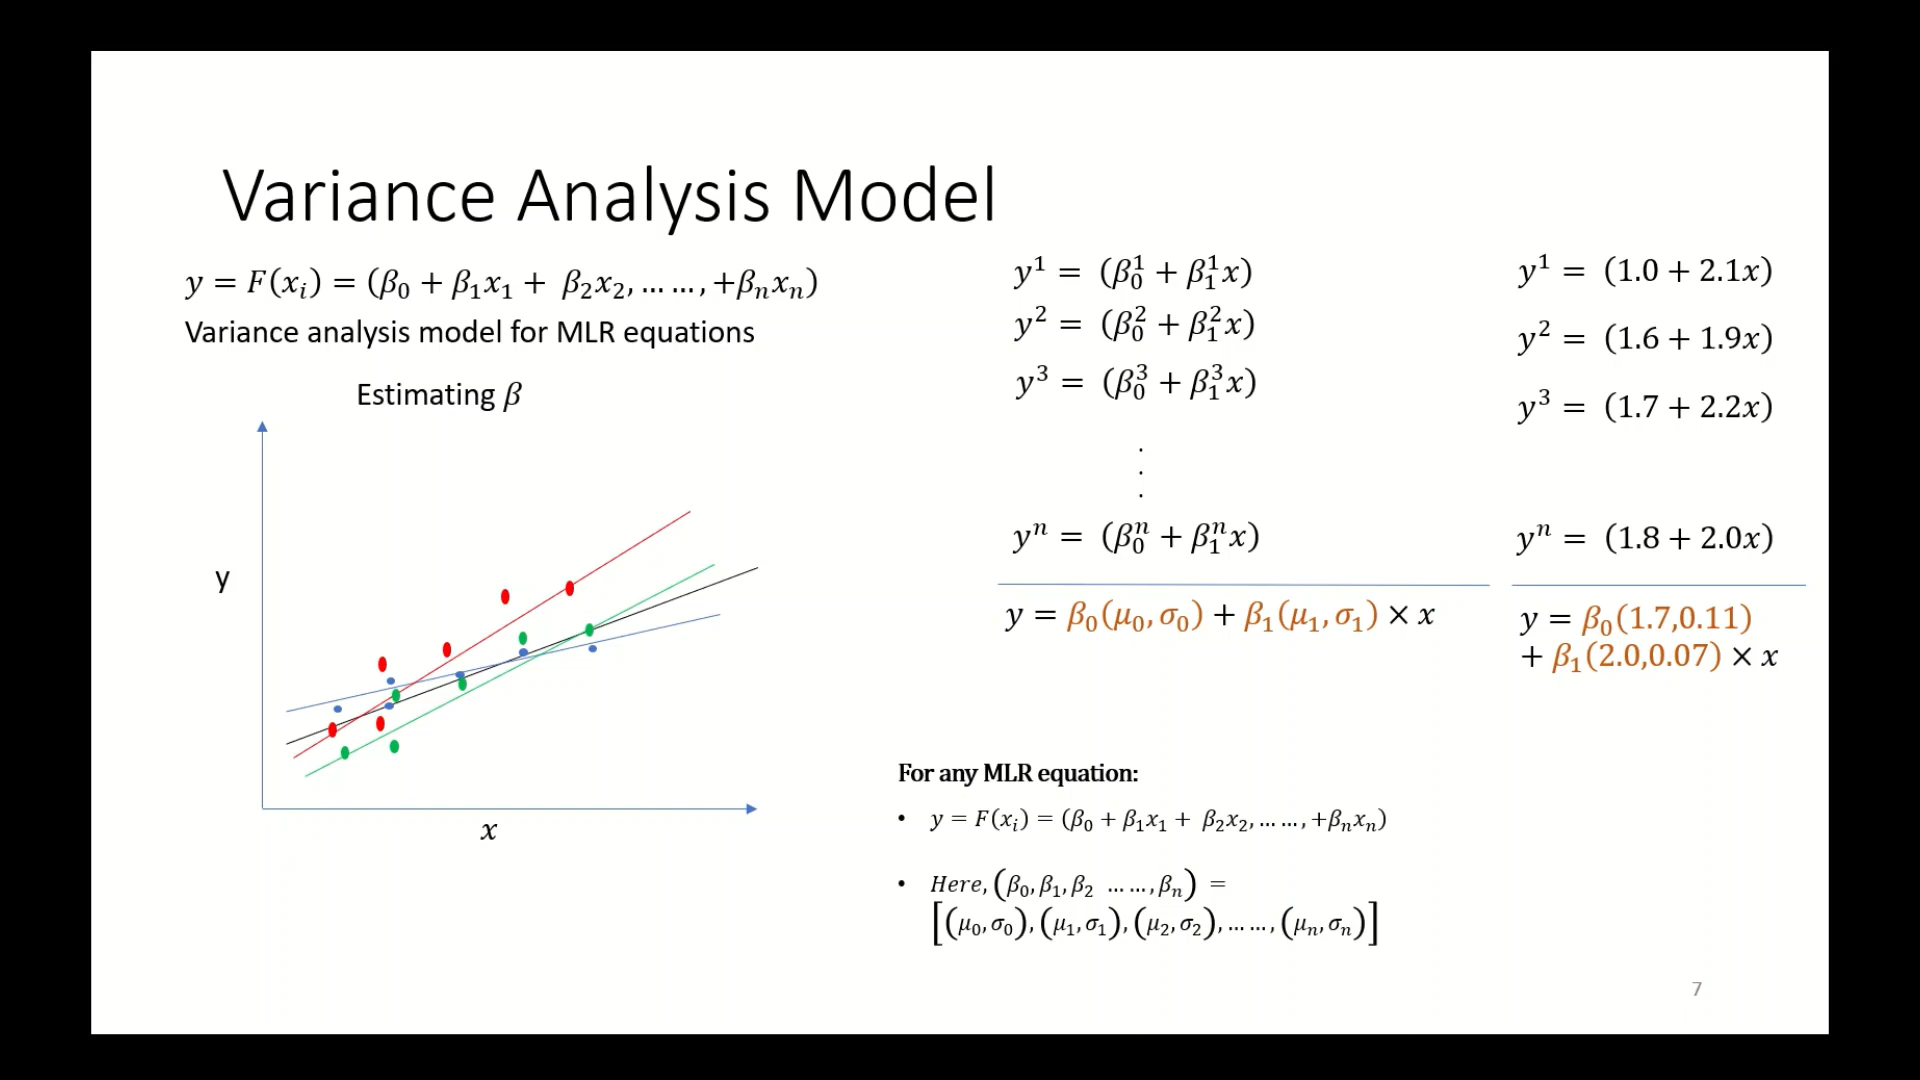 Variance Analysis Model
y = F(xᵢ) = (β₀ + β₁x₁ + β₂x₂, … … , +βₙxₙ)
Variance analysis model for MLR equations
Estimating β
y
x
y¹ = (β₀¹ + β₁¹x)
y² = (β₀² + β₁²x)
y³ = (β₀³ + β₁³x)
.
.
.
yⁿ = (β₀ⁿ + β₁ⁿx)
y = β₀(μ₀, σ₀) + β₁(μ₁, σ₁) × x
y¹ = (1.0 + 2.1x)
y² = (1.6 + 1.9x)
y³ = (1.7 + 2.2x)
yⁿ = (1.8 + 2.0x)
y = β₀(1.7,0.11)
+ β₁(2.0,0.07) × x
For any MLR equation:
• y = F(xᵢ) = (β₀ + β₁x₁ + β₂x₂, … … , +βₙxₙ)
• Here, (β₀, β₁, β₂ … … , βₙ) =
[(μ₀, σ₀), (μ₁, σ₁), (μ₂, σ₂), … … , (μₙ, σₙ)]
7